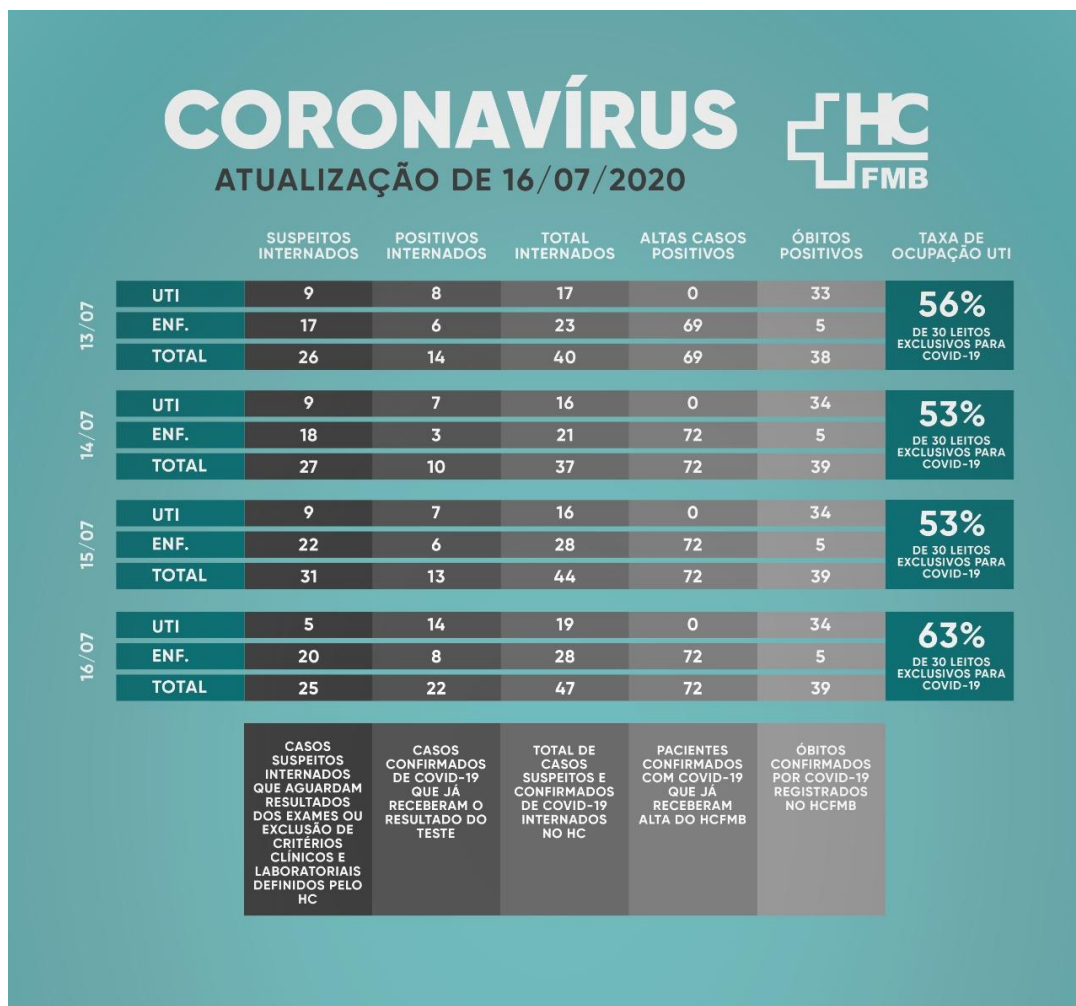 CORONAVÍRUS
ATUALIZAÇÃO DE 16/07/2020
HC
FMB
SUSPEITOS INTERNADOS POSITIVOS INTERNADOS TOTAL INTERNADOS ALTAS CASOS POSITIVOS ÓBITOS POSITIVOS TAXA DE OCUPAÇÃO UTI
13/07
UTI 9 8 17 0 33
ENF. 17 6 23 69 5
TOTAL 26 14 40 69 38
56%
DE 30 LEITOS
EXCLUSIVOS PARA
COVID-19
14/07
UTI 9 7 16 0 34
ENF. 18 3 21 72 5
TOTAL 27 10 37 72 39
53%
DE 30 LEITOS
EXCLUSIVOS PARA
COVID-19
15/07
UTI 9 7 16 0 34
ENF. 22 6 28 72 5
TOTAL 31 13 44 72 39
53%
DE 30 LEITOS
EXCLUSIVOS PARA
COVID-19
16/07
UTI 5 14 19 0 34
ENF. 20 8 28 72 5
TOTAL 25 22 47 72 39
63%
DE 30 LEITOS
EXCLUSIVOS PARA
COVID-19
CASOS
SUSPEITOS
INTERNADOS
QUE AGUARDAM
RESULTADOS
DOS EXAMES OU
EXCLUSÃO DE
CRITÉRIOS
CLÍNICOS E
LABORATORIAIS
DEFINIDOS PELO
HC
CASOS
CONFIRMADOS
DE COVID-19
QUE JÁ
RECEBERAM O
RESULTADO DO
TESTE
TOTAL DE
CASOS
SUSPEITOS E
CONFIRMADOS
DE COVID-19
INTERNADOS
NO HC
PACIENTES
CONFIRMADOS
COM COVID-19
QUE JÁ
RECEBERAM
ALTA DO HCFMB
ÓBITOS
CONFIRMADOS
POR COVID-19
REGISTRADOS
NO HCFMB